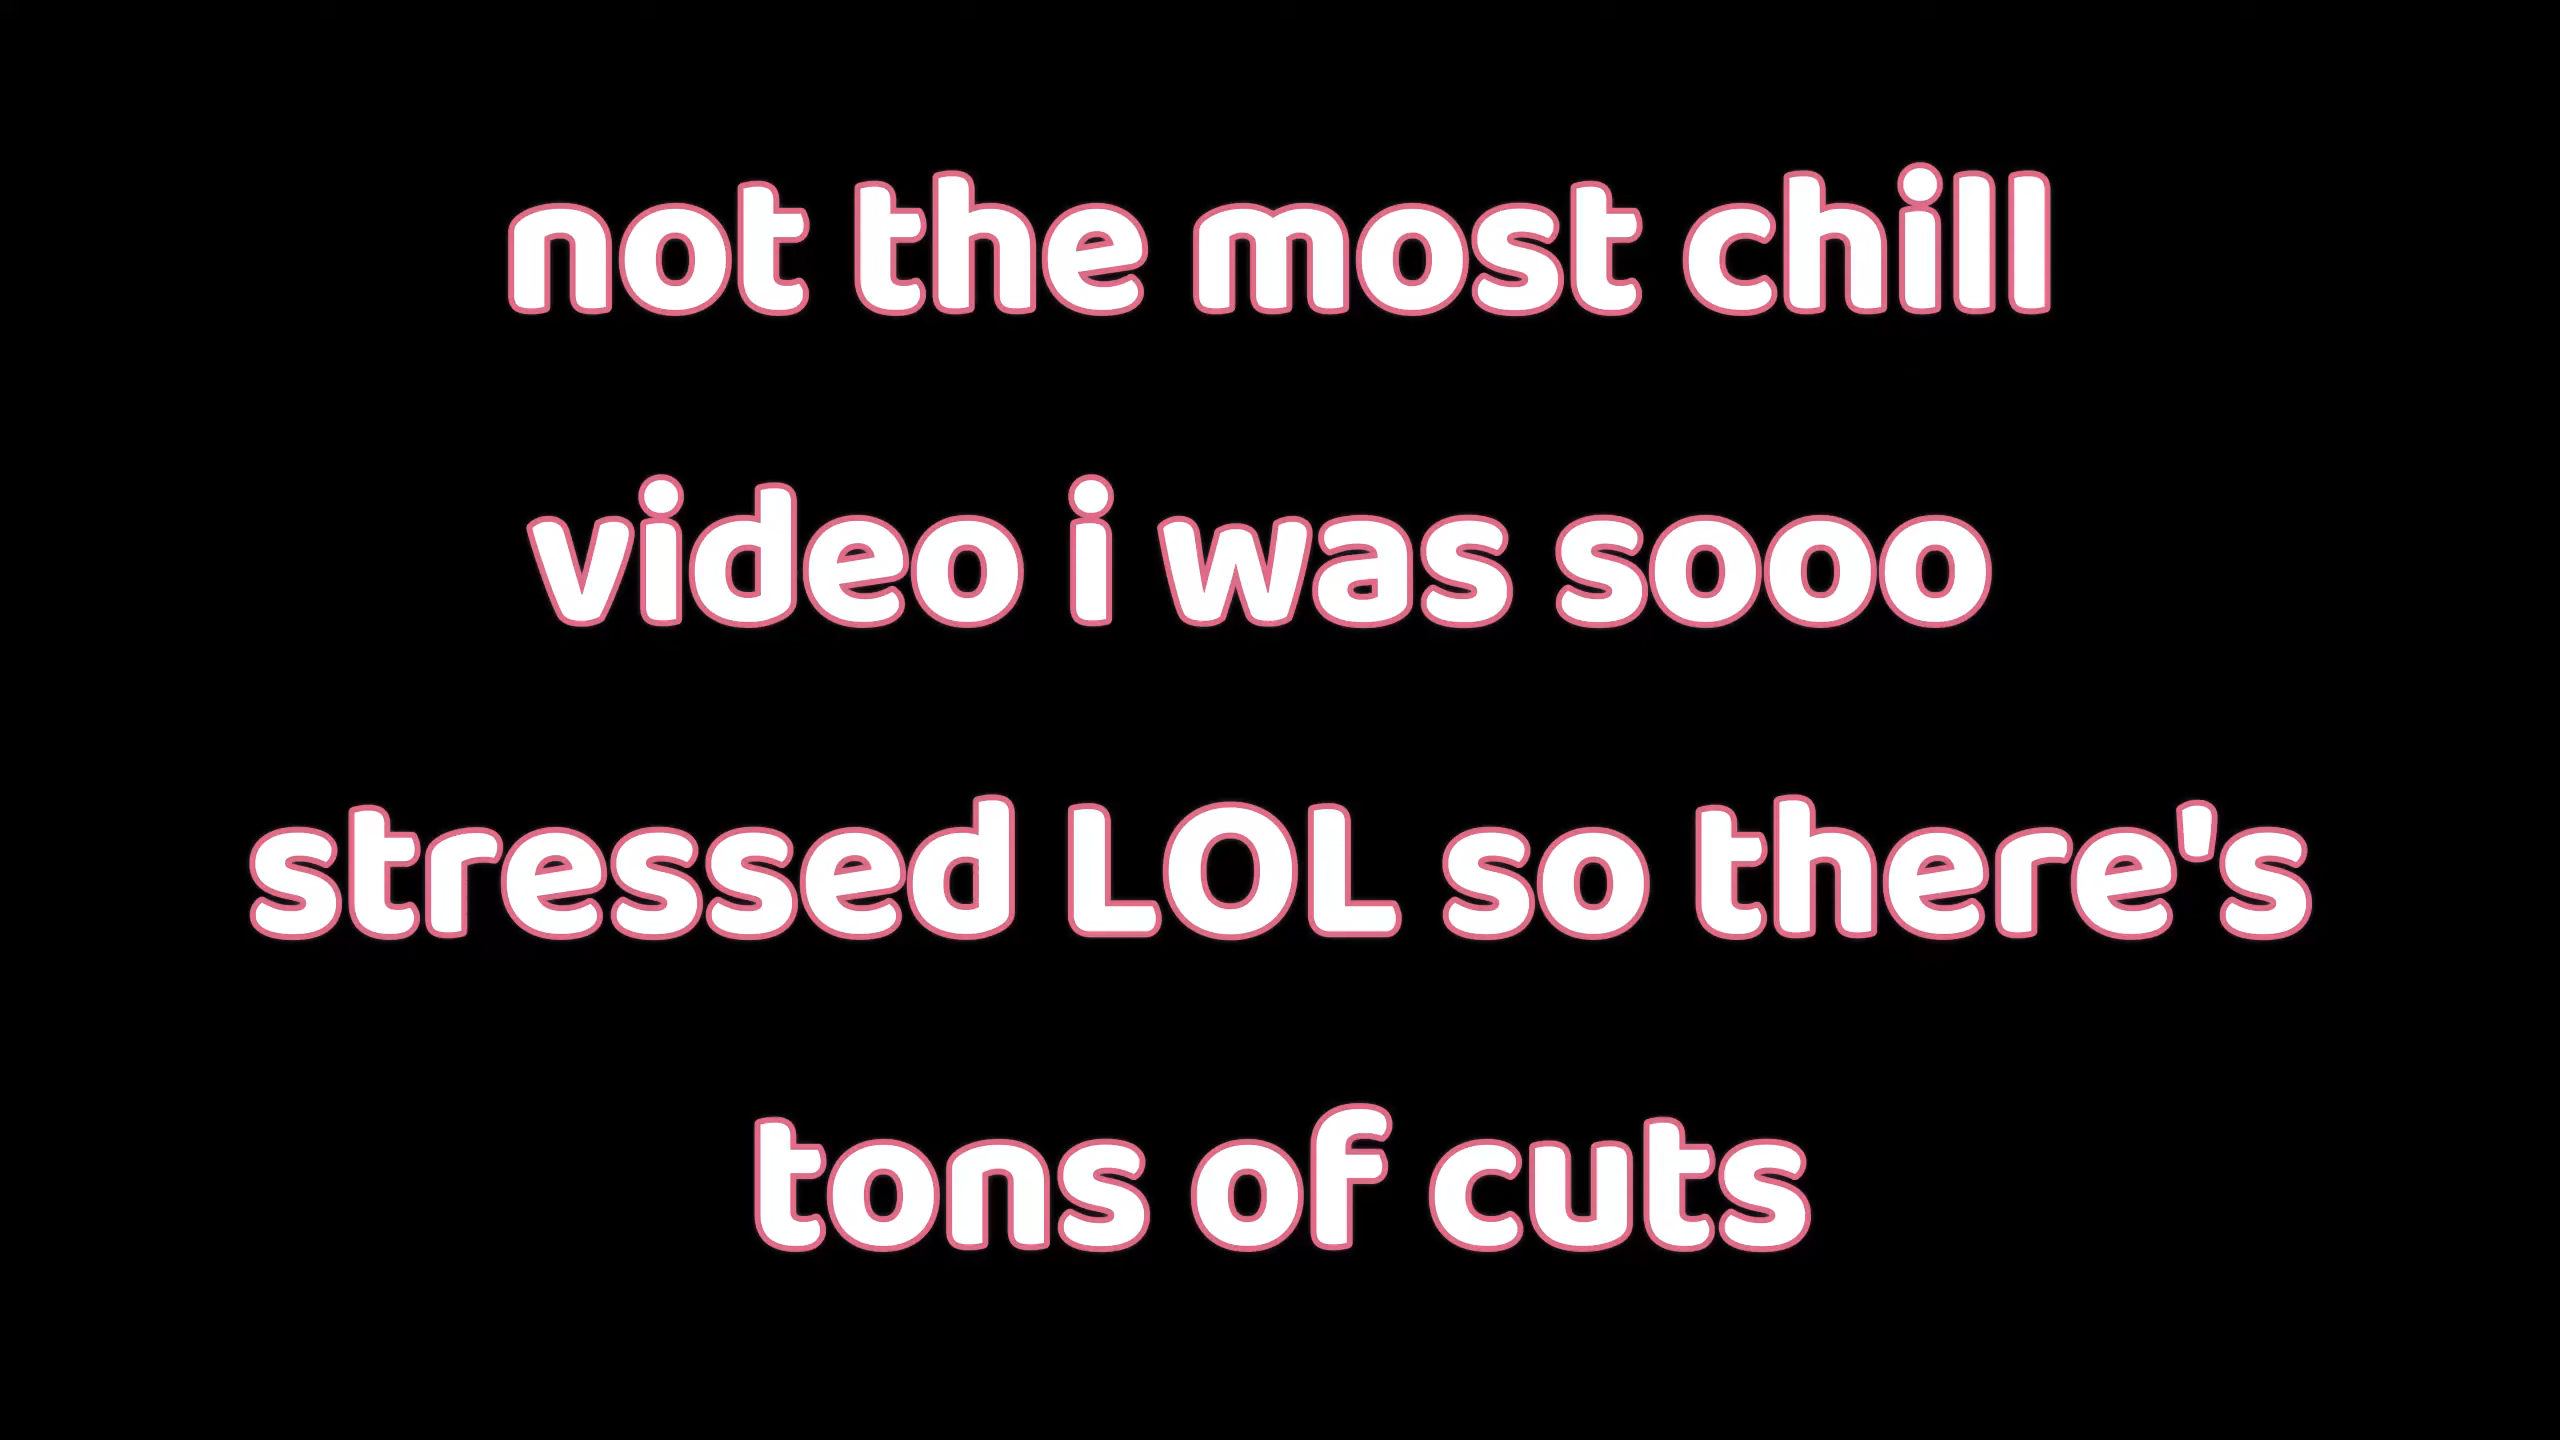 not the most chill
video i was sooo
stressed LOL so there's
tons of cuts